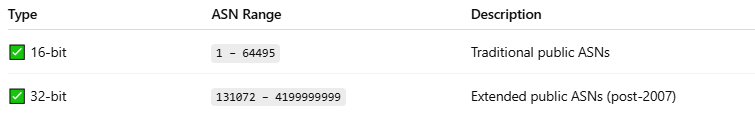 Type ASN Range Description
✅ 16-bit 1 – 64495 Traditional public ASNs
✅ 32-bit 131072 – 4199999999 Extended public ASNs (post-2007)